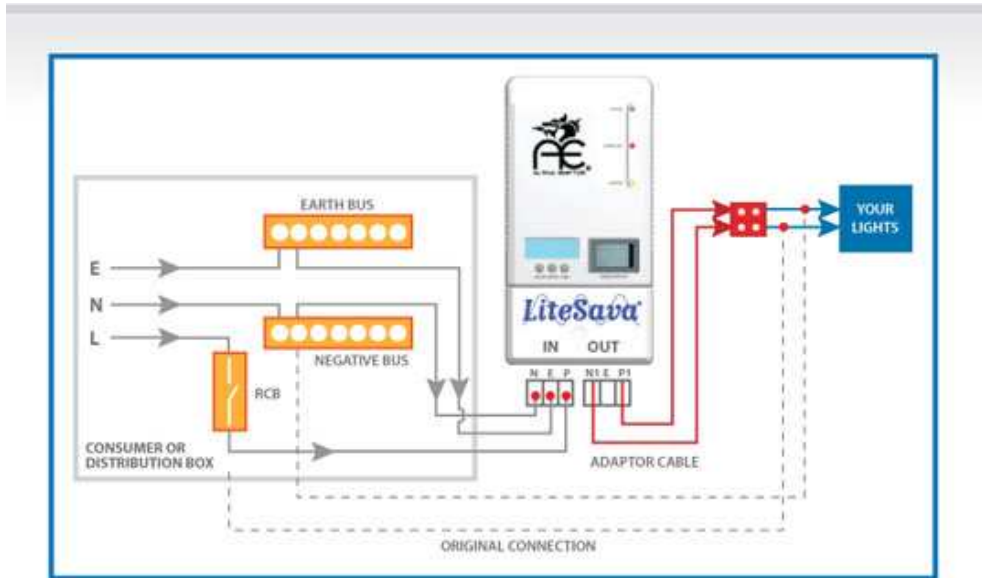 EARTH BUS
E
N
L
NEGATIVE BUS
RCB
CONSUMER OR
DISTRIBUTION BOX
AE
LiteSava
IN OUT
N E P N1 E P1
ADAPTOR CABLE
YOUR
LIGHTS
ORIGINAL CONNECTION